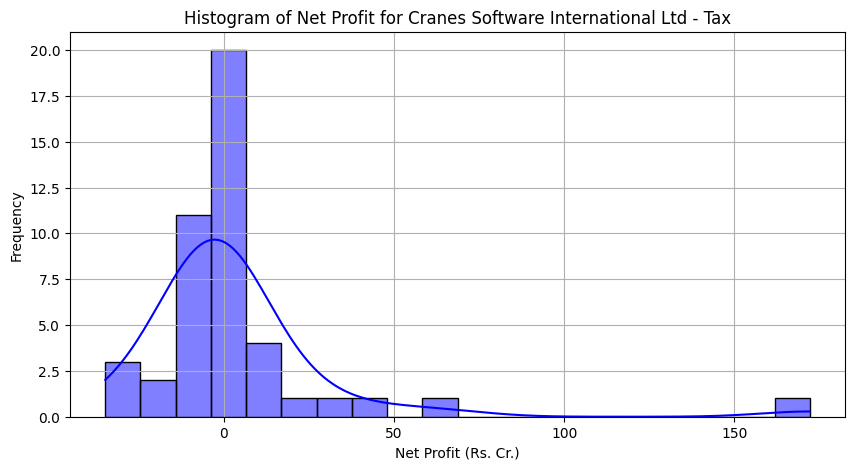 Histogram of Net Profit for Cranes Software International Ltd - Tax
20.0
17.5
15.0
12.5
10.0
7.5
5.0
2.5
0.0
Frequency
0 50 100 150
Net Profit (Rs. Cr.)